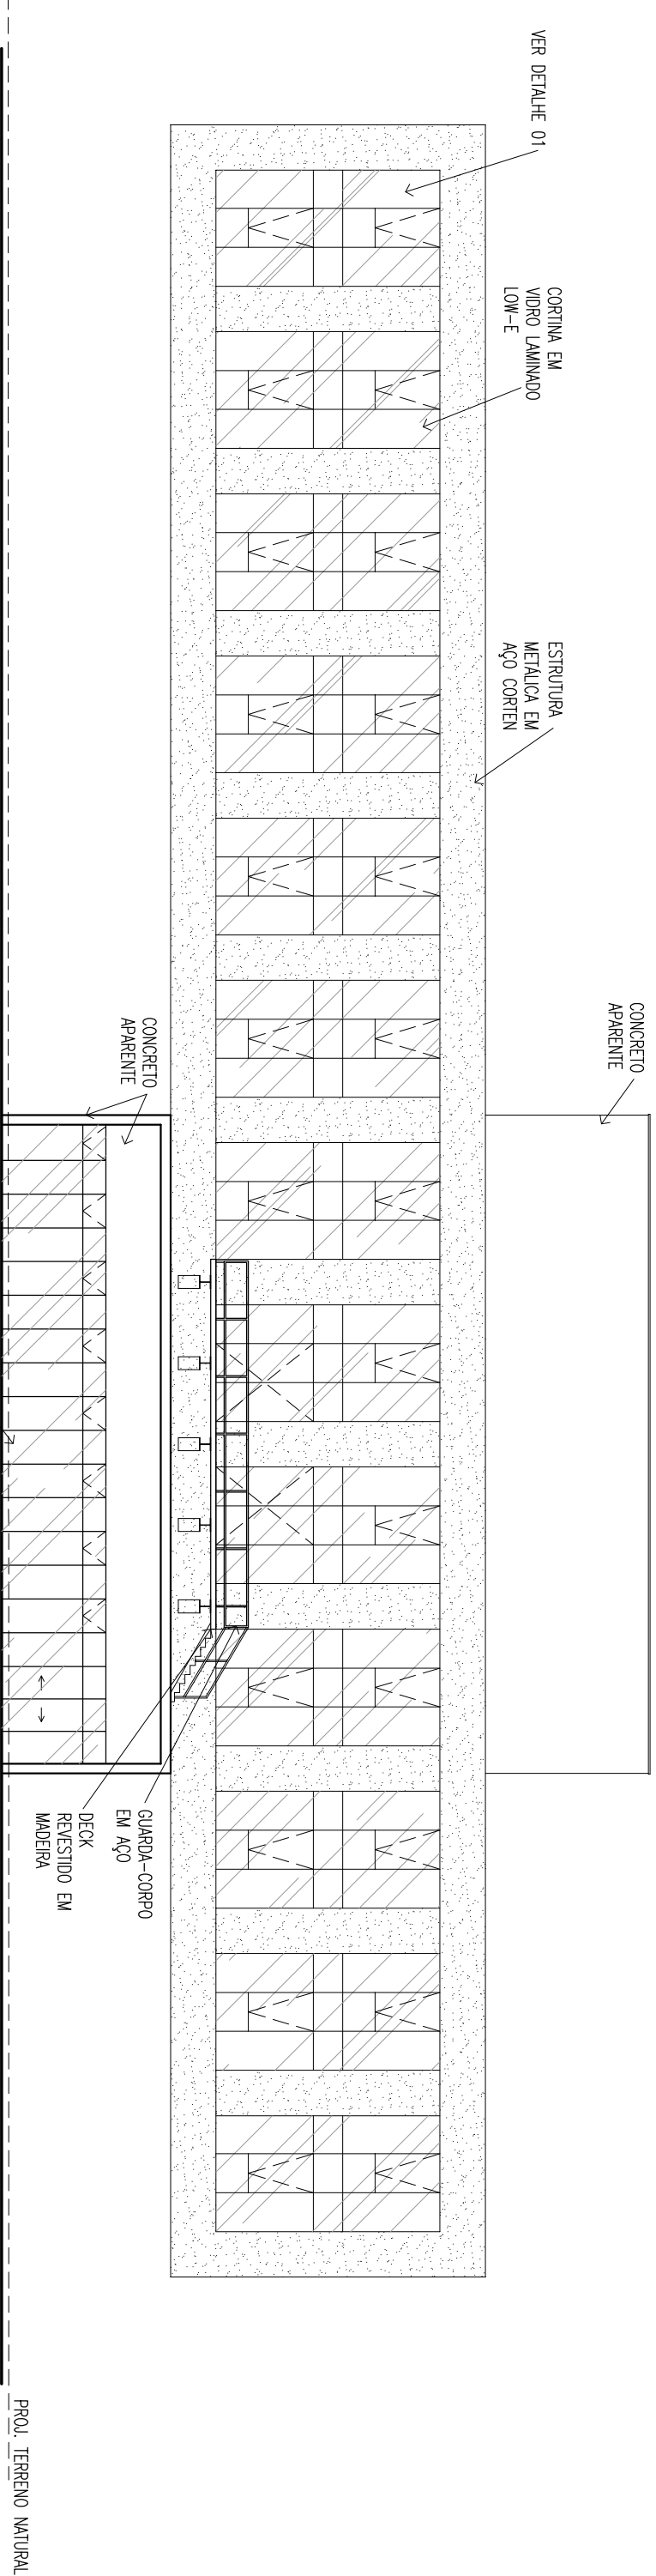 VER DETALHE 01
CORTINA EM
VIDRO LAMINADO
LOW-E
ESTRUTURA
METÁLICA EM
AÇO CORTEN
CONCRETO
APARENTE
CONCRETO
APARENTE
GUARDA-CORPO
EM AÇO
DECK
REVESTIDO EM
MADEIRA
PROJ. TERRENO NATURAL